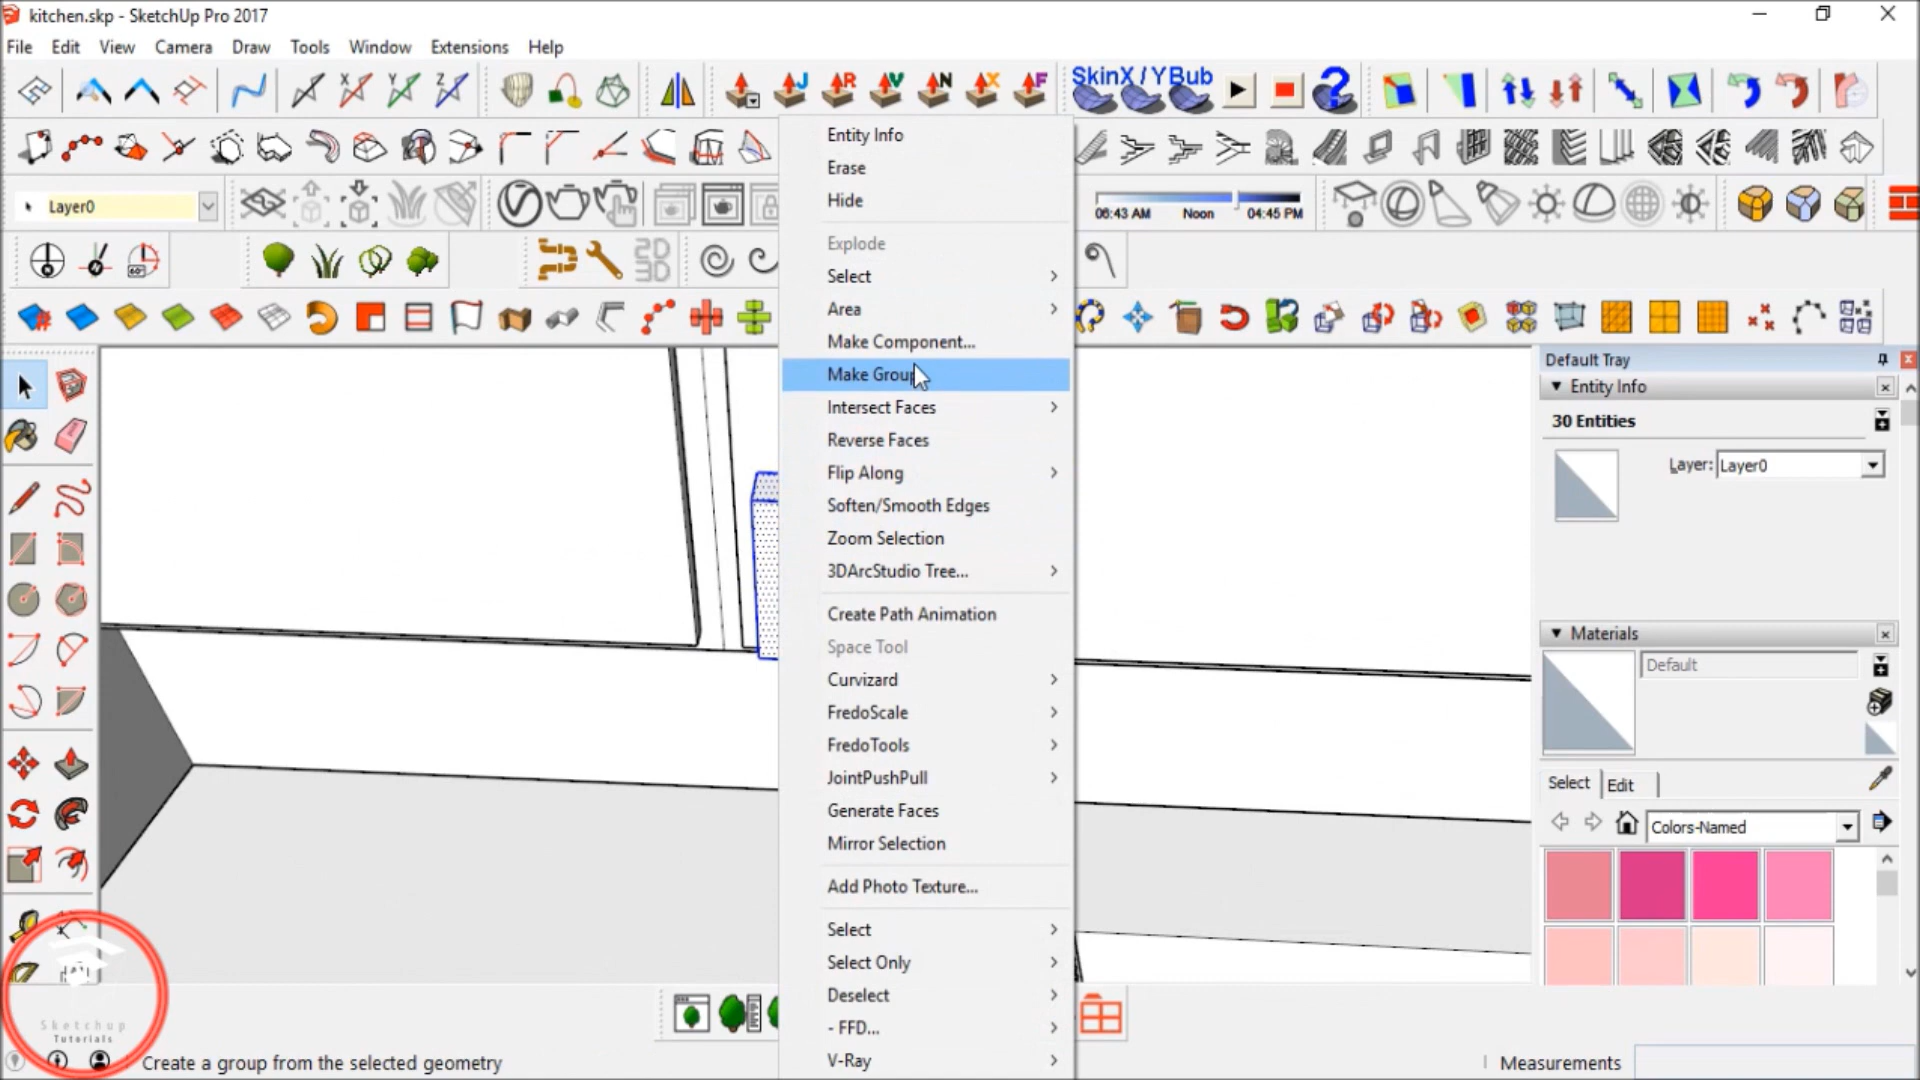 kitchen.skp - SketchUp Pro 2017
File Edit View Camera Draw Tools Window Extensions Help
X Y Z J R V N X F SkinX / YBub
Layer0
06:43 AM Noon 04:45 PM
60°
2D
3D
Entity Info
Erase
Hide
Explode
Select
Area
Make Component...
Make Group
Intersect Faces
Reverse Faces
Flip Along
Soften/Smooth Edges
Zoom Selection
3DArcStudio Tree...
Create Path Animation
Space Tool
Curvizard
FredoScale
FredoTools
JointPushPull
Generate Faces
Mirror Selection
Add Photo Texture...
Select
Select Only
Deselect
- FFD...
V-Ray
Default Tray
Entity Info
30 Entities
Layer: Layer0
Materials
Default
Select Edit
Colors-Named
Sketchup
Tutorials
Create a group from the selected geometry
Measurements